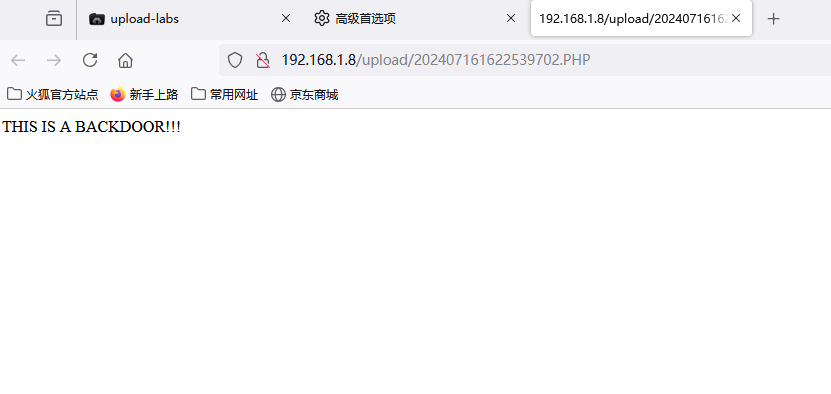 upload-labs
高级首选项
192.168.1.8/upload/2024071616
192.168.1.8/upload/202407161622539702.PHP
火狐官方站点 新手上路 常用网址 京东商城
THIS IS A BACKDOOR!!!